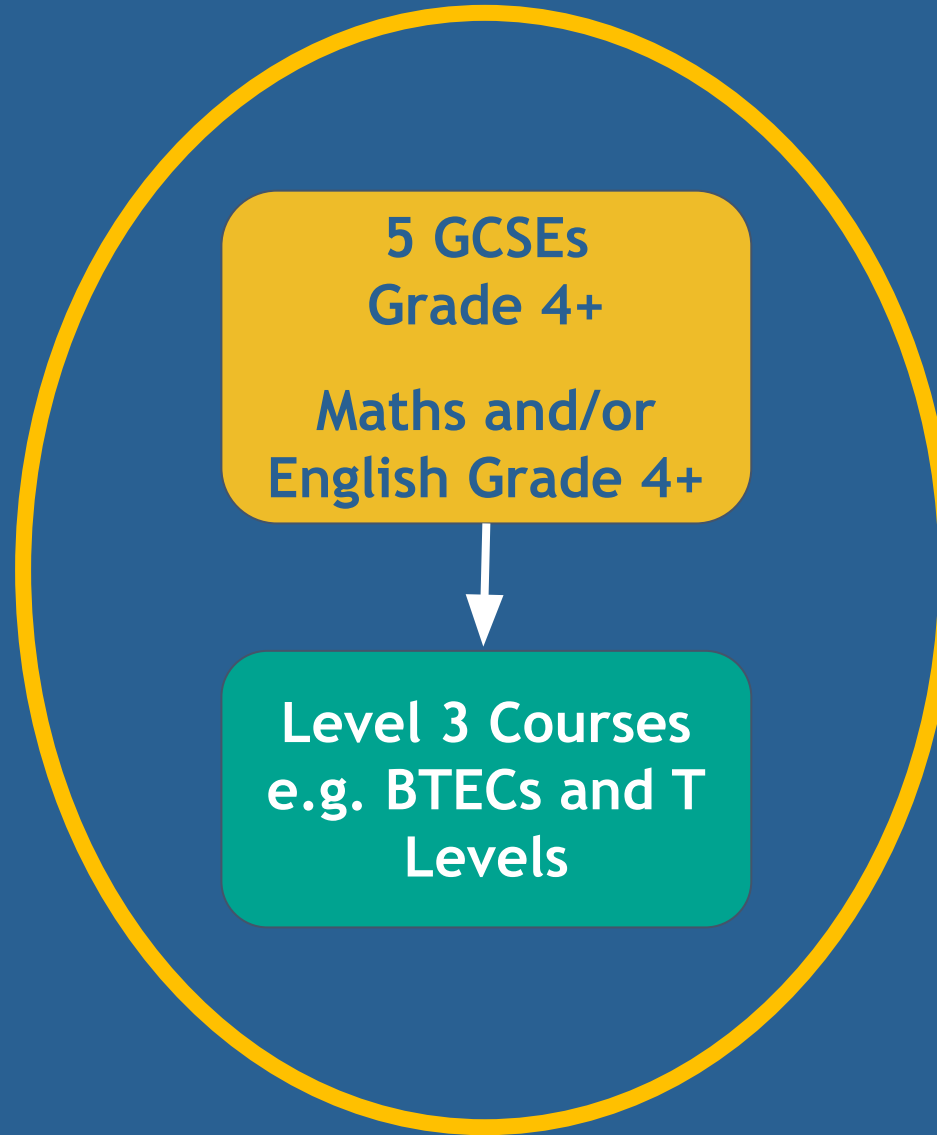 5 GCSEs
Grade 4+
Maths and/or
English Grade 4+
Level 3 Courses
e.g. BTECs and T
Levels